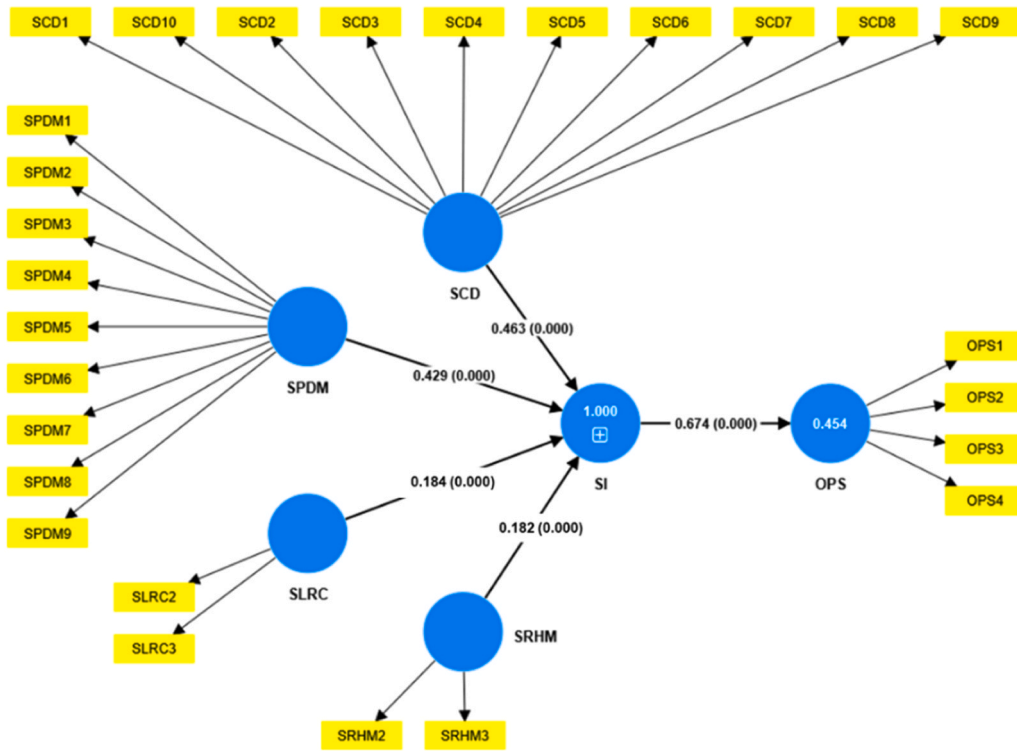 SCD1 SCD10 SCD2 SCD3 SCD4 SCD5 SCD6 SCD7 SCD8 SCD9
SPDM1
SPDM2
SPDM3
SPDM4
SPDM5
SPDM6
SPDM7
SPDM8
SPDM9
SCD
SPDM
0.463 (0.000)
0.429 (0.000)
1.000
SI
0.674 (0.000)
0.454
OPS
OPS1
OPS2
OPS3
OPS4
0.184 (0.000)
0.182 (0.000)
SLRC
SLRC2
SLRC3
SRHM
SRHM2 SRHM3